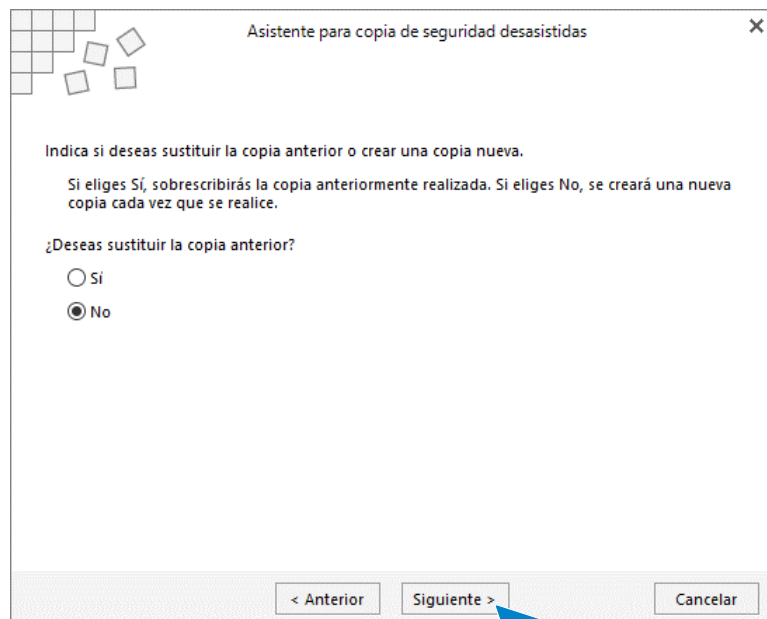 Asistente para copia de seguridad desasistidas
Indica si deseas sustituir la copia anterior o crear una copia nueva.
Si eliges Sí, sobrescribirás la copia anteriormente realizada. Si eliges No, se creará una nueva
copia cada vez que se realice.
¿Deseas sustituir la copia anterior?
Sí
No
< Anterior
Siguiente >
Cancelar